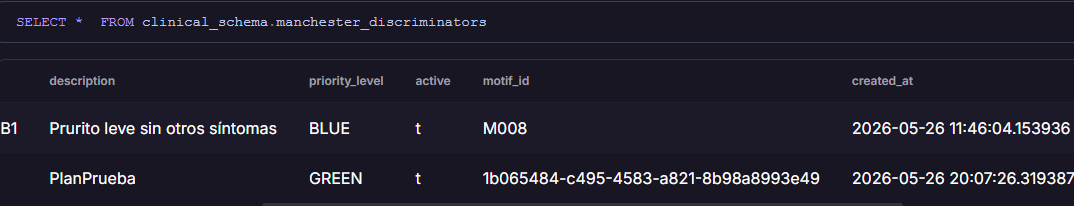 SELECT * FROM clinical_schema.manchester_discriminators
description priority_level active motif_id created_at
B1 Prurito leve sin otros síntomas BLUE t M008 2026-05-26 11:46:04.153936
PlanPrueba GREEN t 1b065484-c495-4583-a821-8b98a8993e49 2026-05-26 20:07:26.319387